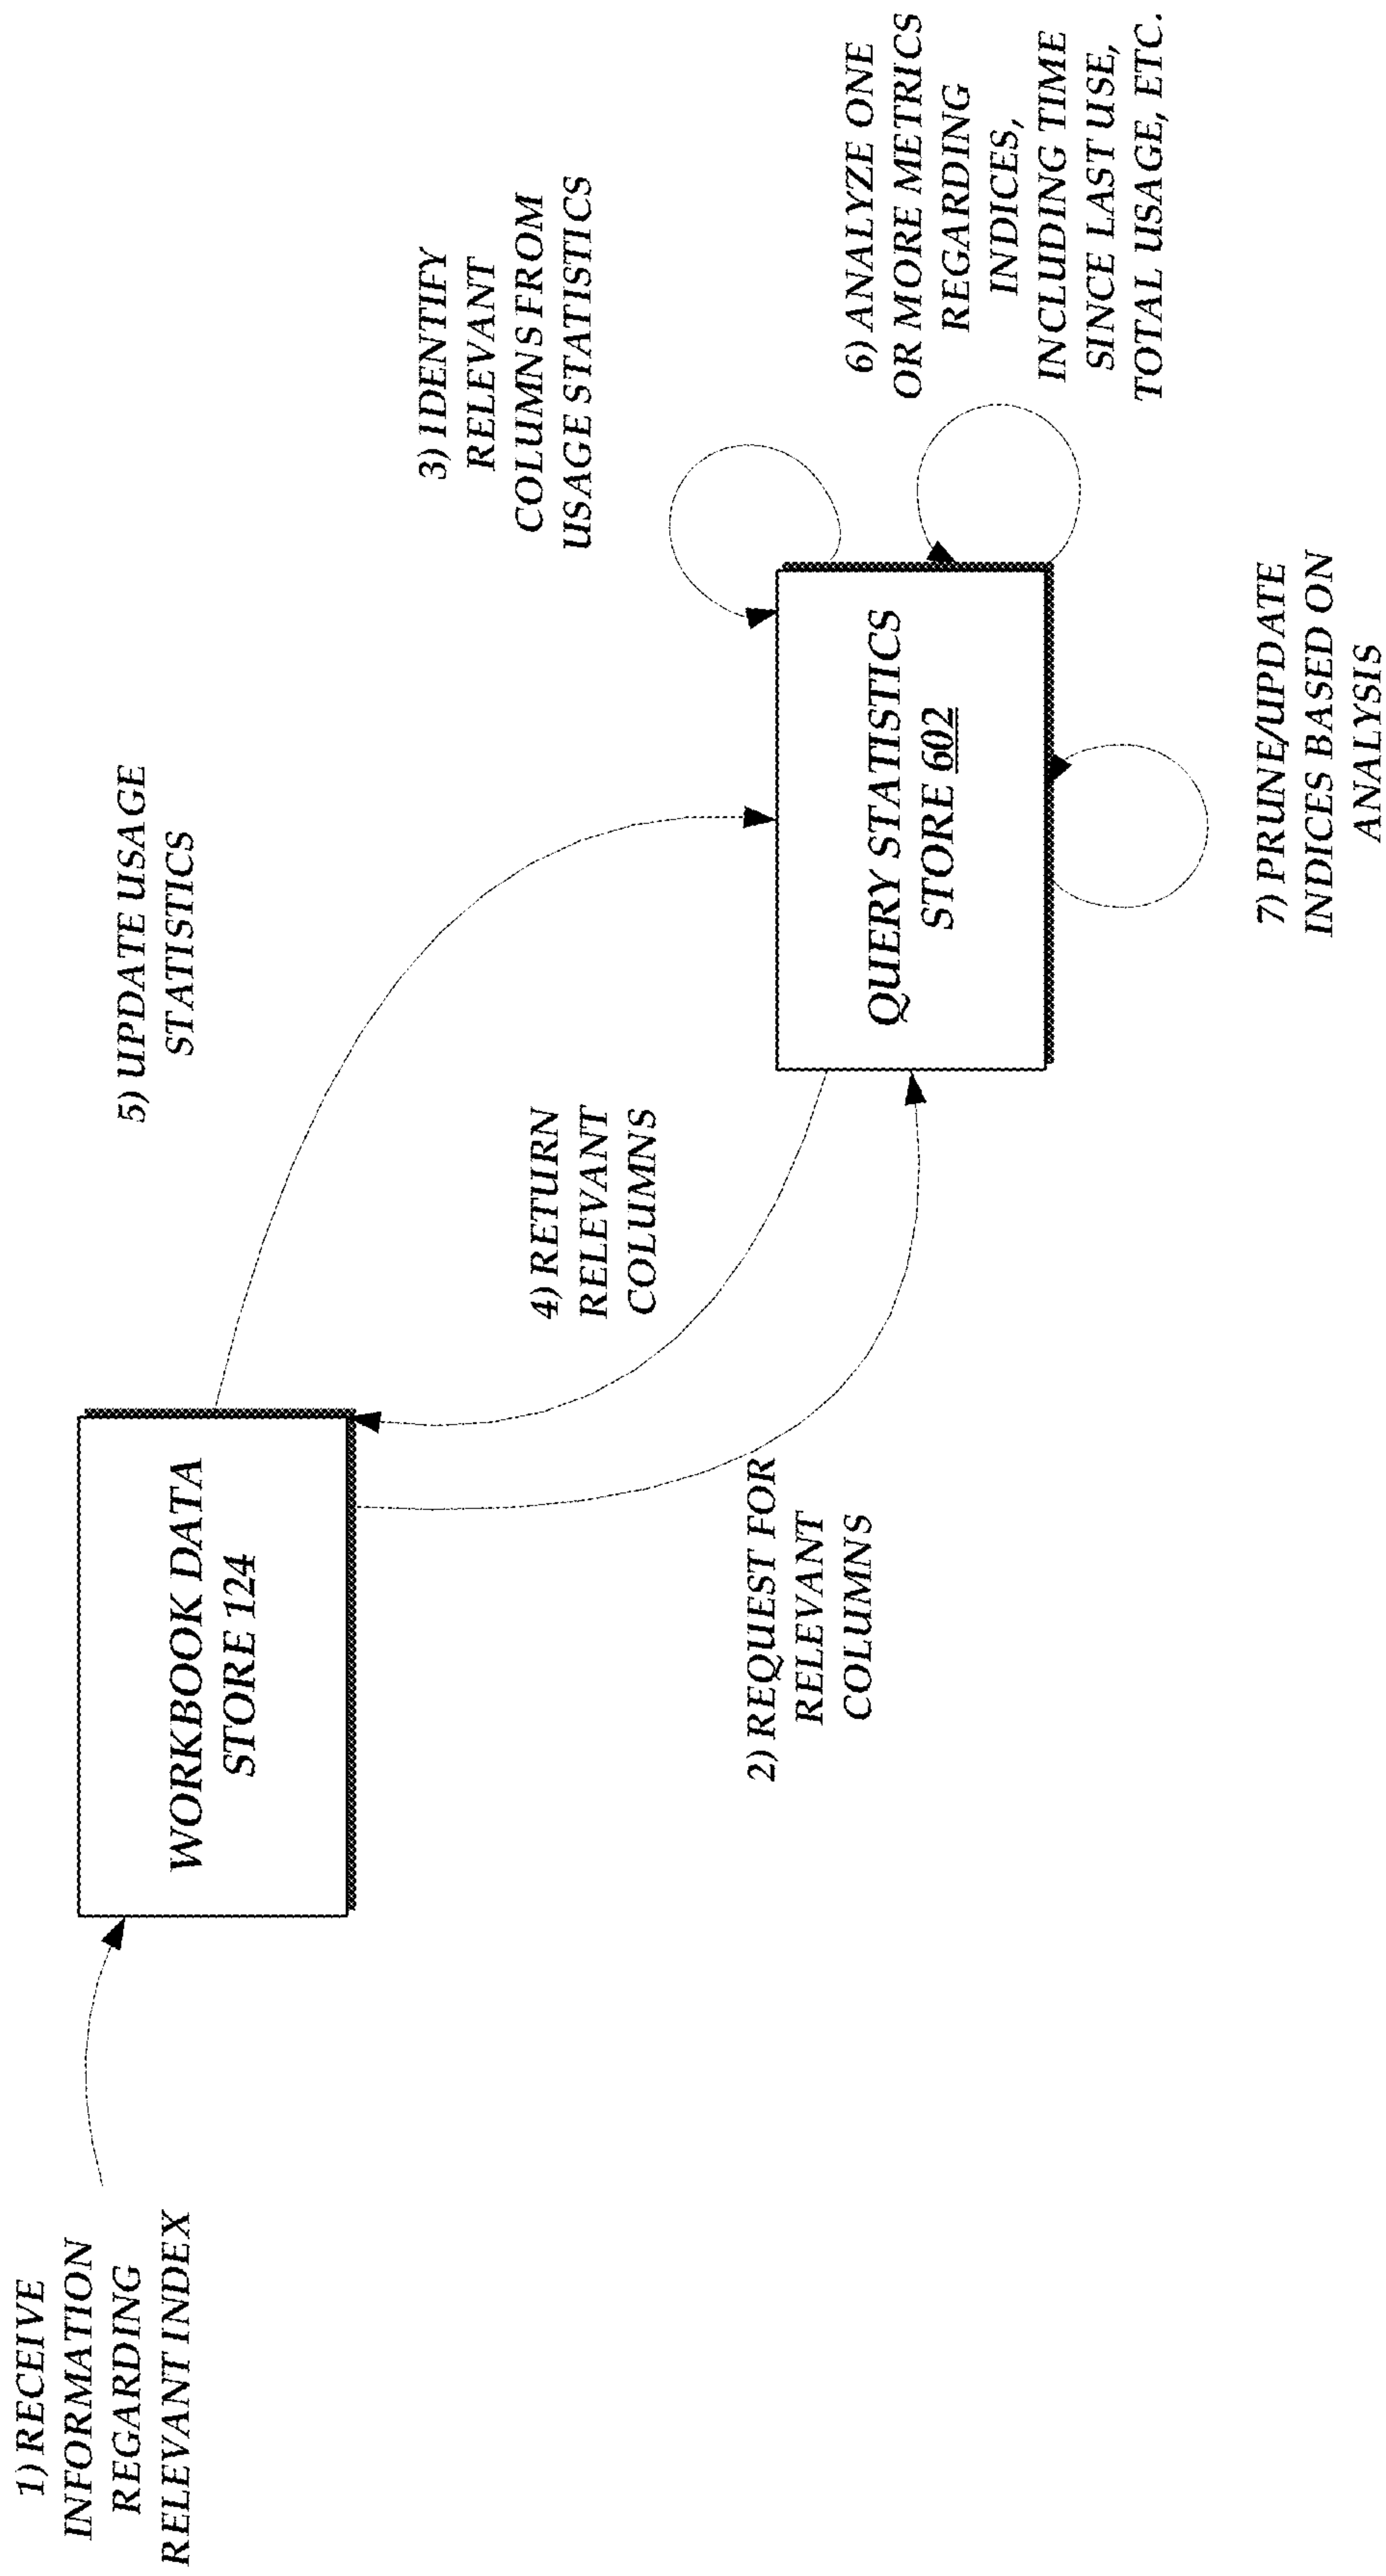 1) RECEIVE
INFORMATION
REGARDING
RELEVANT INDEX
WORKBOOK DATA
STORE 124
2) REQUEST FOR
RELEVANT
COLUMNS
3) IDENTIFY
RELEVANT
COLUMNS FROM
USAGE STATISTICS
4) RETURN
RELEVANT
COLUMNS
5) UPDATE USAGE
STATISTICS
QUERY STATISTICS
STORE 602
6) ANALYZE ONE
OR MORE METRICS
REGARDING
INDICES,
INCLUDING TIME
SINCE LAST USE,
TOTAL USAGE, ETC.
7) PRUNE/UPDATE
INDICES BASED ON
ANALYSIS